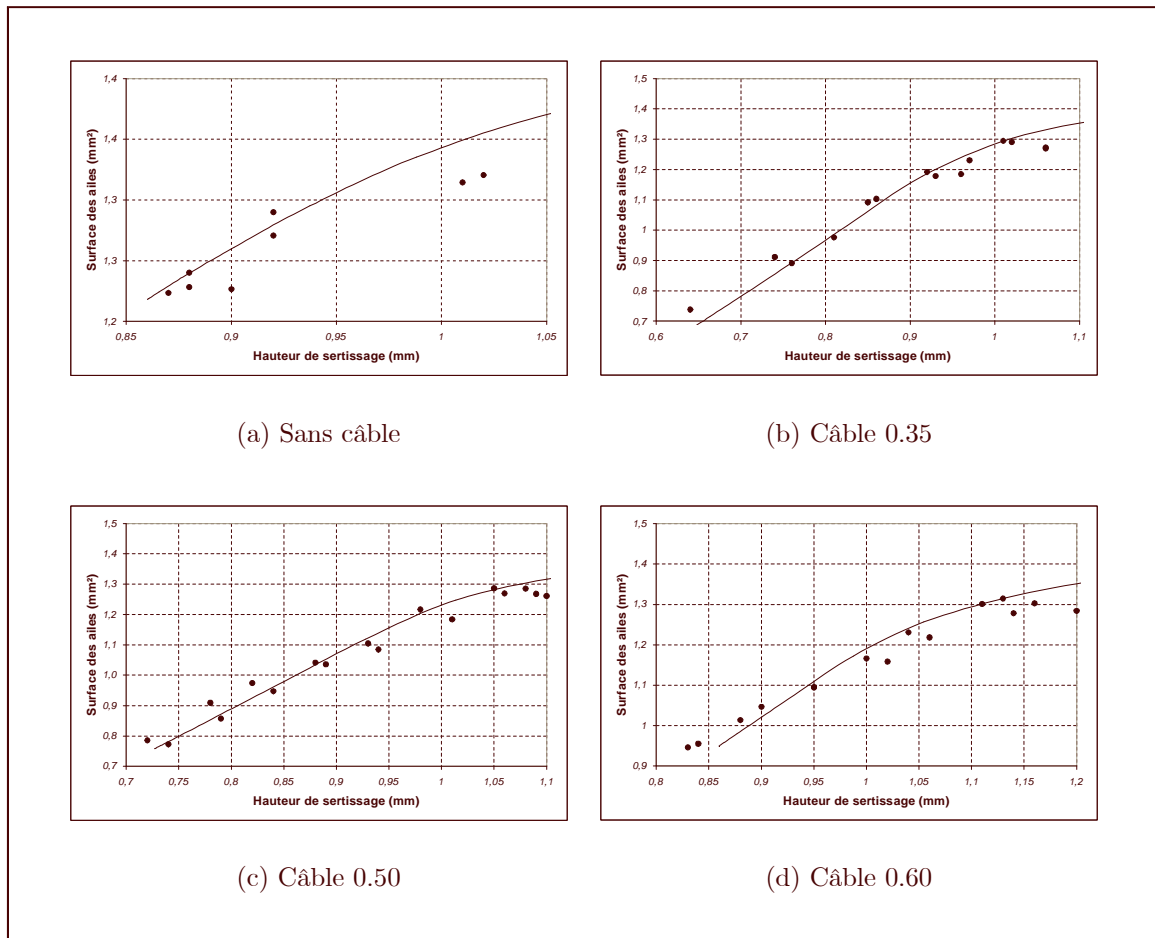 1,4
1,4
1,3
1,3
1,2
0,85 0,9 0,95 1 1,05
Surface des ailes (mm²)
Hauteur de sertissage (mm)
(a) Sans câble
1,5
1,4
1,3
1,2
1,1
1
0,9
0,8
0,7
0,6 0,7 0,8 0,9 1 1,1
Surface des ailes (mm²)
Hauteur de sertissage (mm)
(b) Câble 0.35
1,5
1,4
1,3
1,2
1,1
1,0
0,9
0,8
0,7
0,7 0,75 0,8 0,85 0,9 0,95 1 1,05 1,1
Surface des ailes (mm²)
Hauteur de sertissage (mm)
(c) Câble 0.50
1,5
1,4
1,3
1,2
1,1
1
0,9
0,8 0,85 0,9 0,95 1 1,05 1,1 1,15 1,2
Surface des ailes (mm²)
Hauteur de sertissage (mm)
(d) Câble 0.60